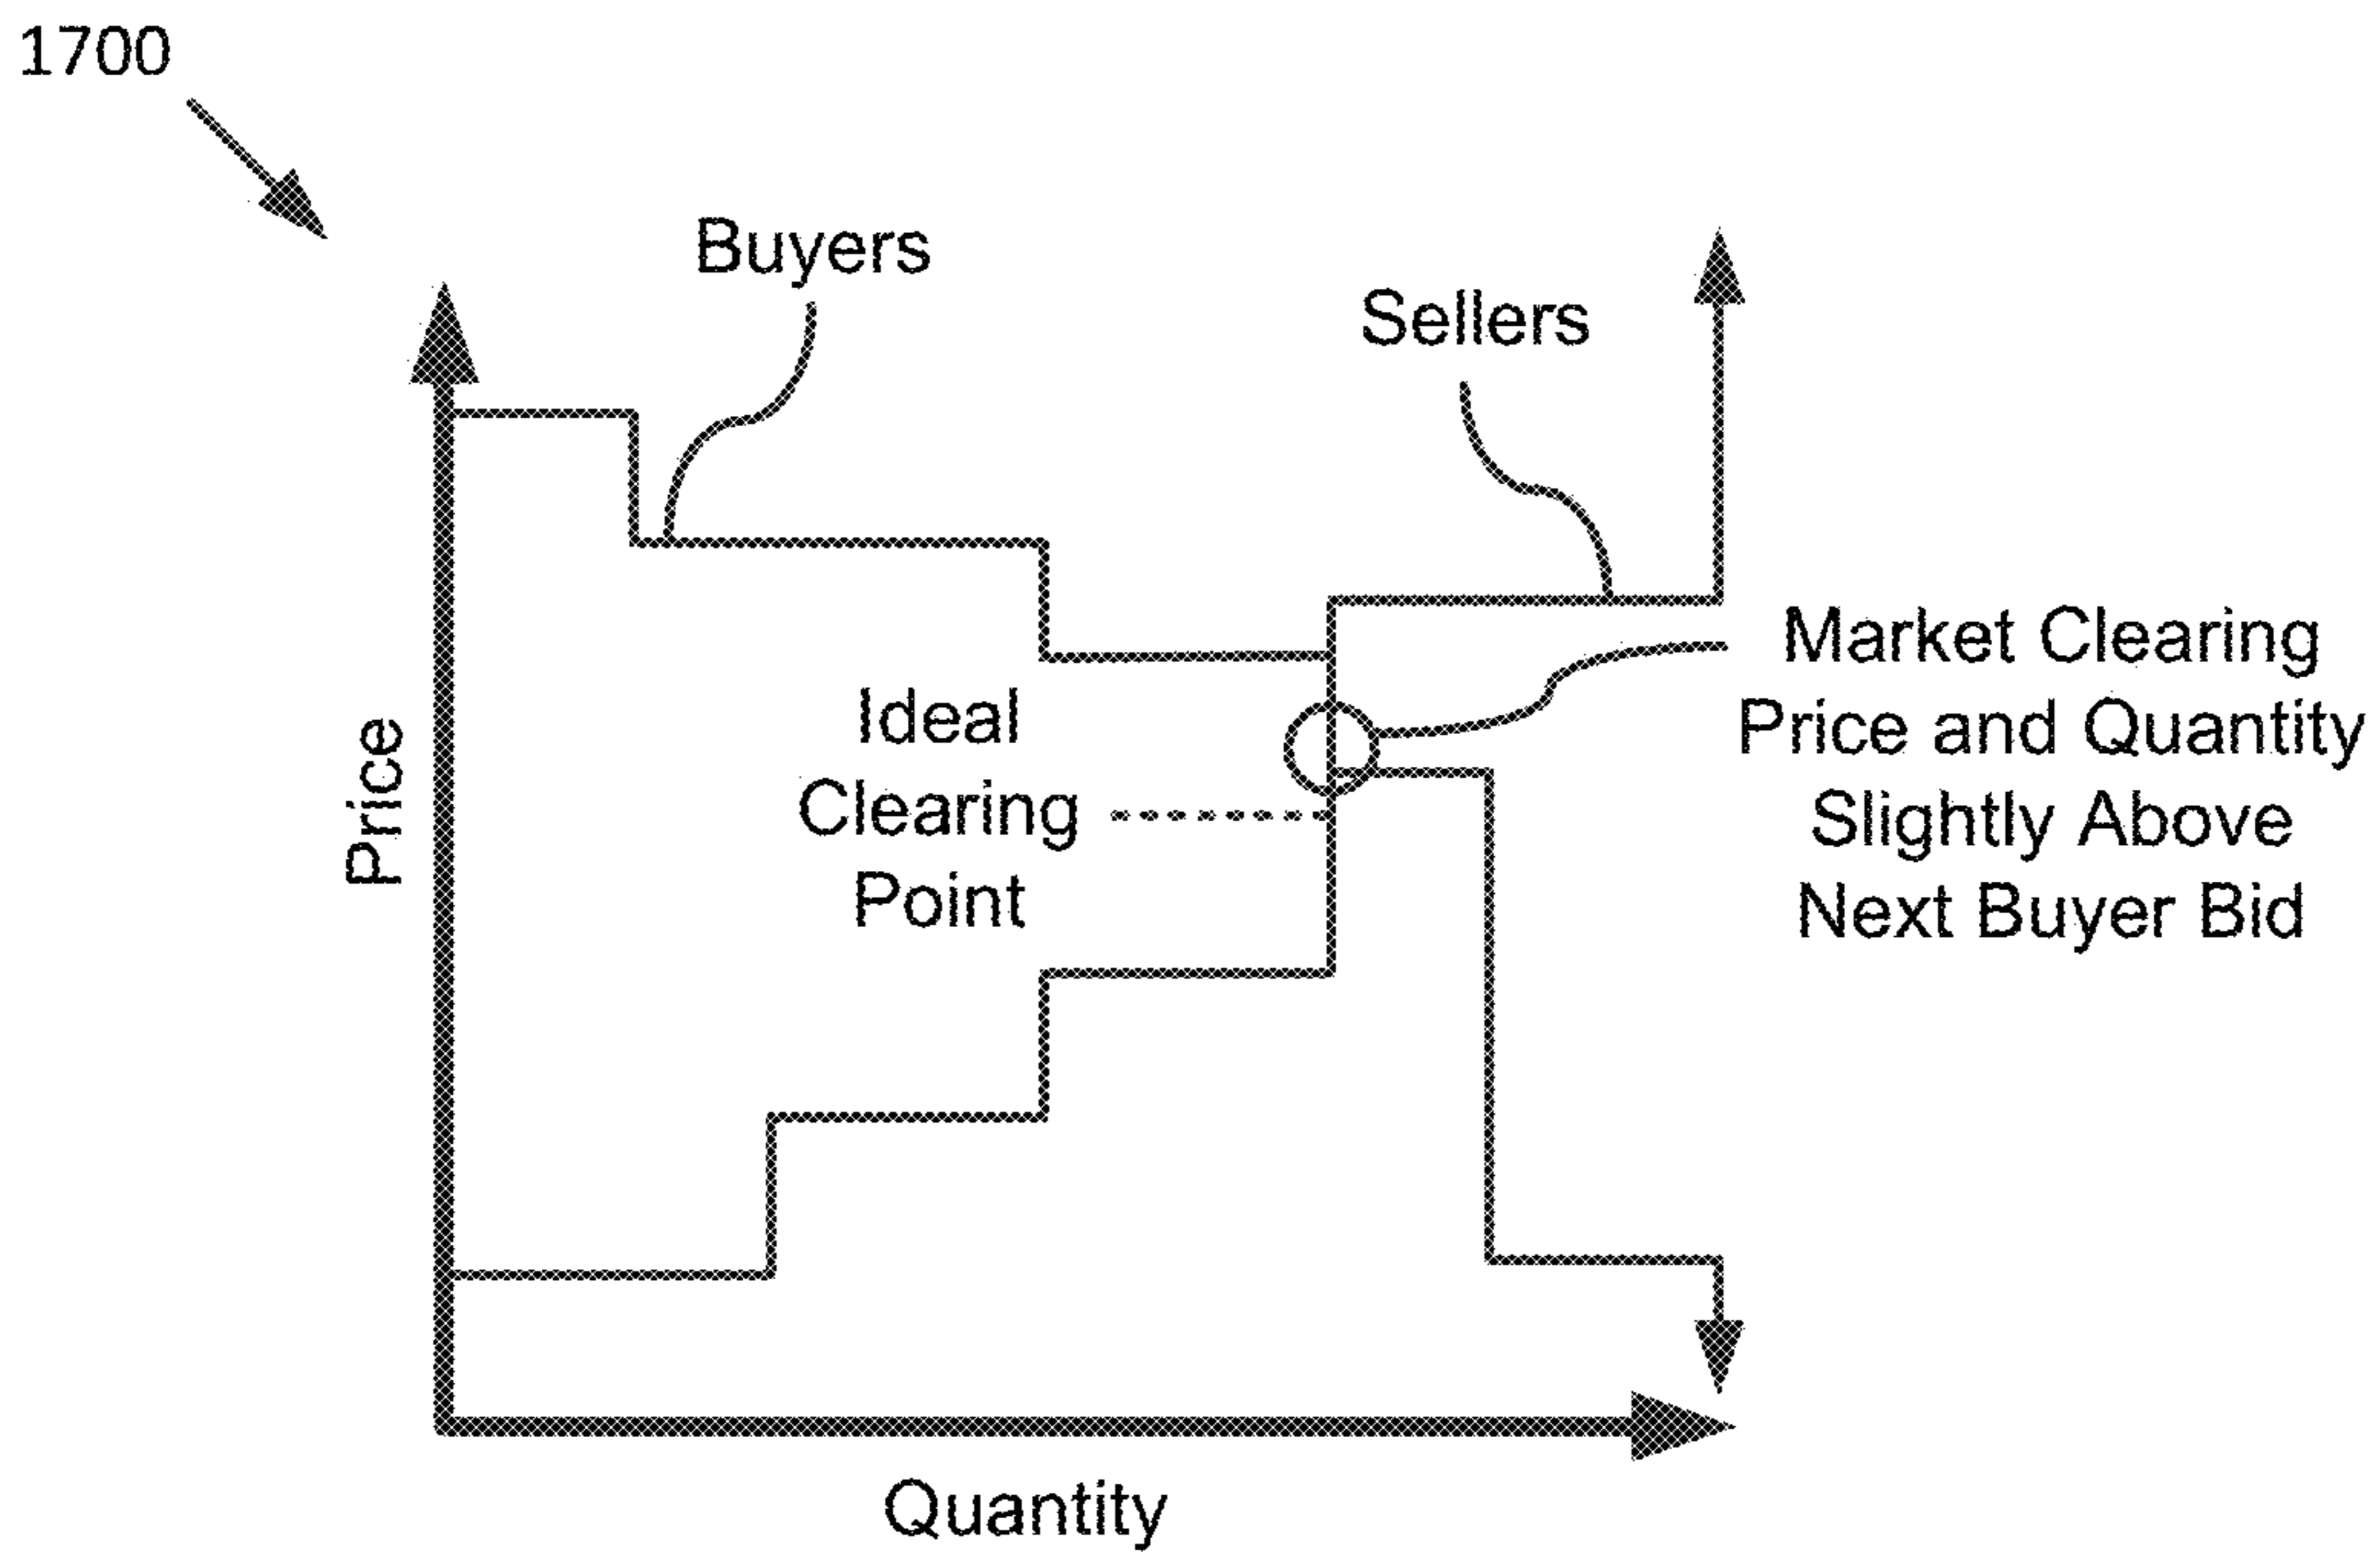 1700
Buyers
Sellers
Market Clearing
Price and Quantity
Slightly Above
Next Buyer Bid
Ideal
Clearing
Point
Price
Quantity